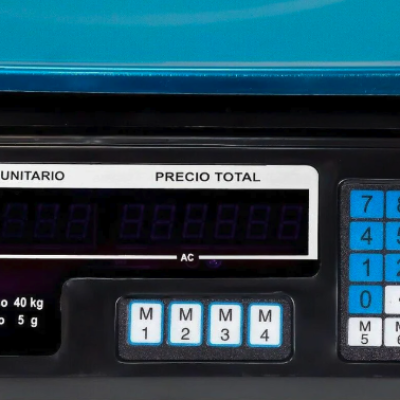 UNITARIO PRECIO TOTAL
AC
o 40 kg
o 5 g
M M M M
1 2 3 4
7
4
1
0
M M
5